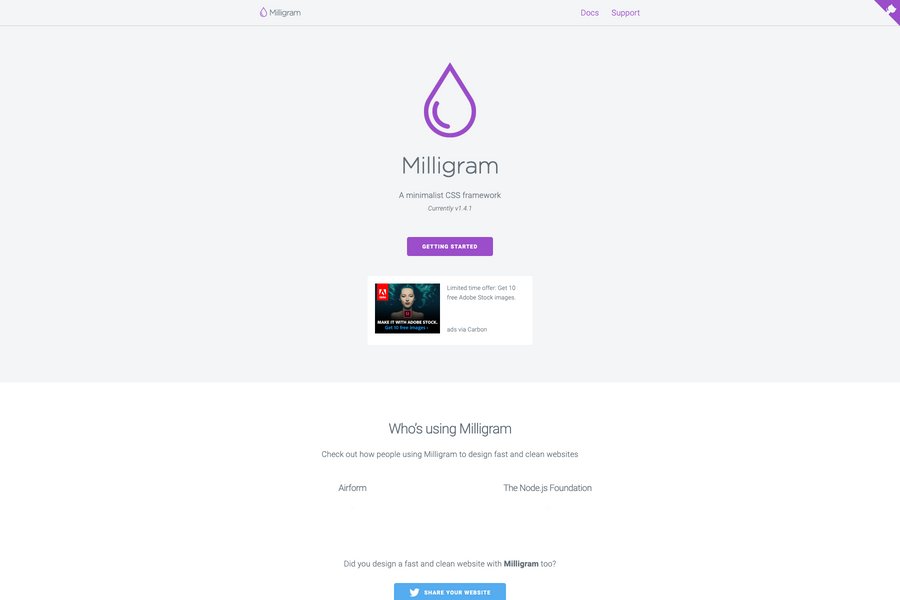 Milligram
Docs
Support
Milligram
A minimalist CSS framework
Currently v1.4.1
GETTING STARTED
Limited time offer: Get 10
free Adobe Stock images.
MAKE IT WITH ADOBE STOCK.
Get 10 free images ›
ads via Carbon
Who's using Milligram
Check out how people using Milligram to design fast and clean websites
Airform
The Node.js Foundation
Did you design a fast and clean website with Milligram too?
SHARE YOUR WEBSITE